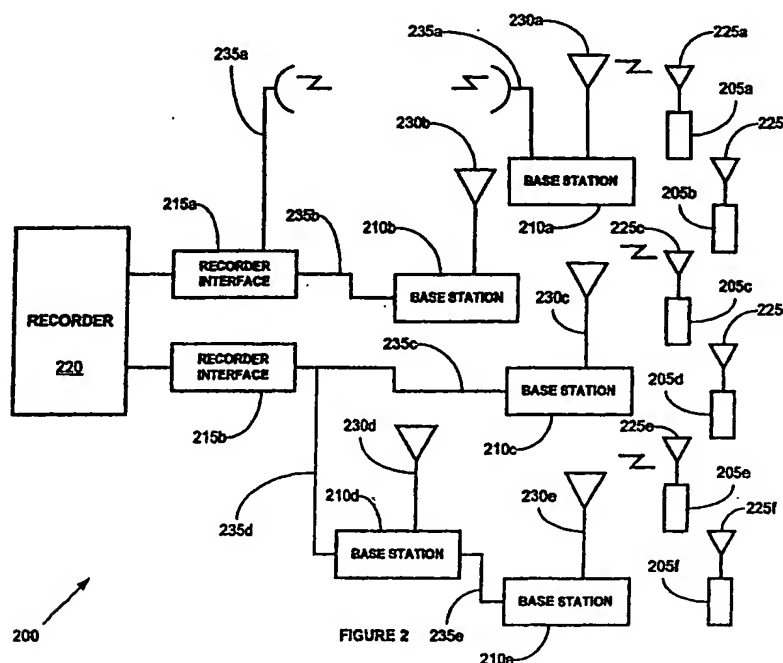 230a
235a
235a
225a
205a
230b
225
BASE STATION
215a
235b
210b
210a
205b
225c
RECORDER
INTERFACE
BASE STATION
230c
205c
225
RECORDER
220
RECORDER
INTERFACE
235c
BASE STATION
205d
215b
230d
210c
225e
210d
230e
205e
225f
235d
BASE STATION
BASE STATION
205f
200
FIGURE 2
235e
210e